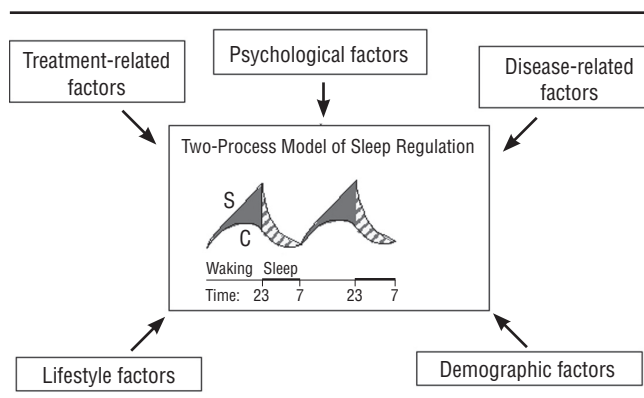 Treatment-related
factors
Psychological factors
Disease-related
factors
Two-Process Model of Sleep Regulation
S
C
Waking Sleep
Time: 23 7 23 7
Lifestyle factors
Demographic factors